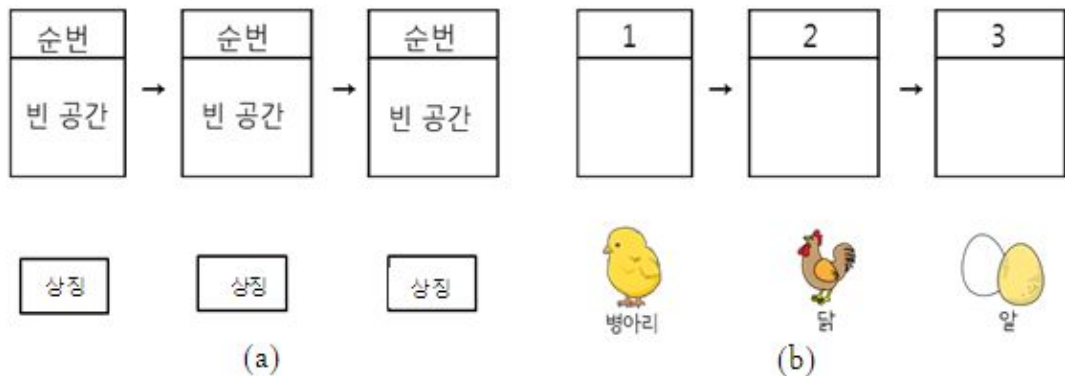 순번 → 순번 → 순번
빈 공간 빈 공간 빈 공간
상징 상징 상징
(a)
1 → 2 → 3
병아리 닭 알
(b)